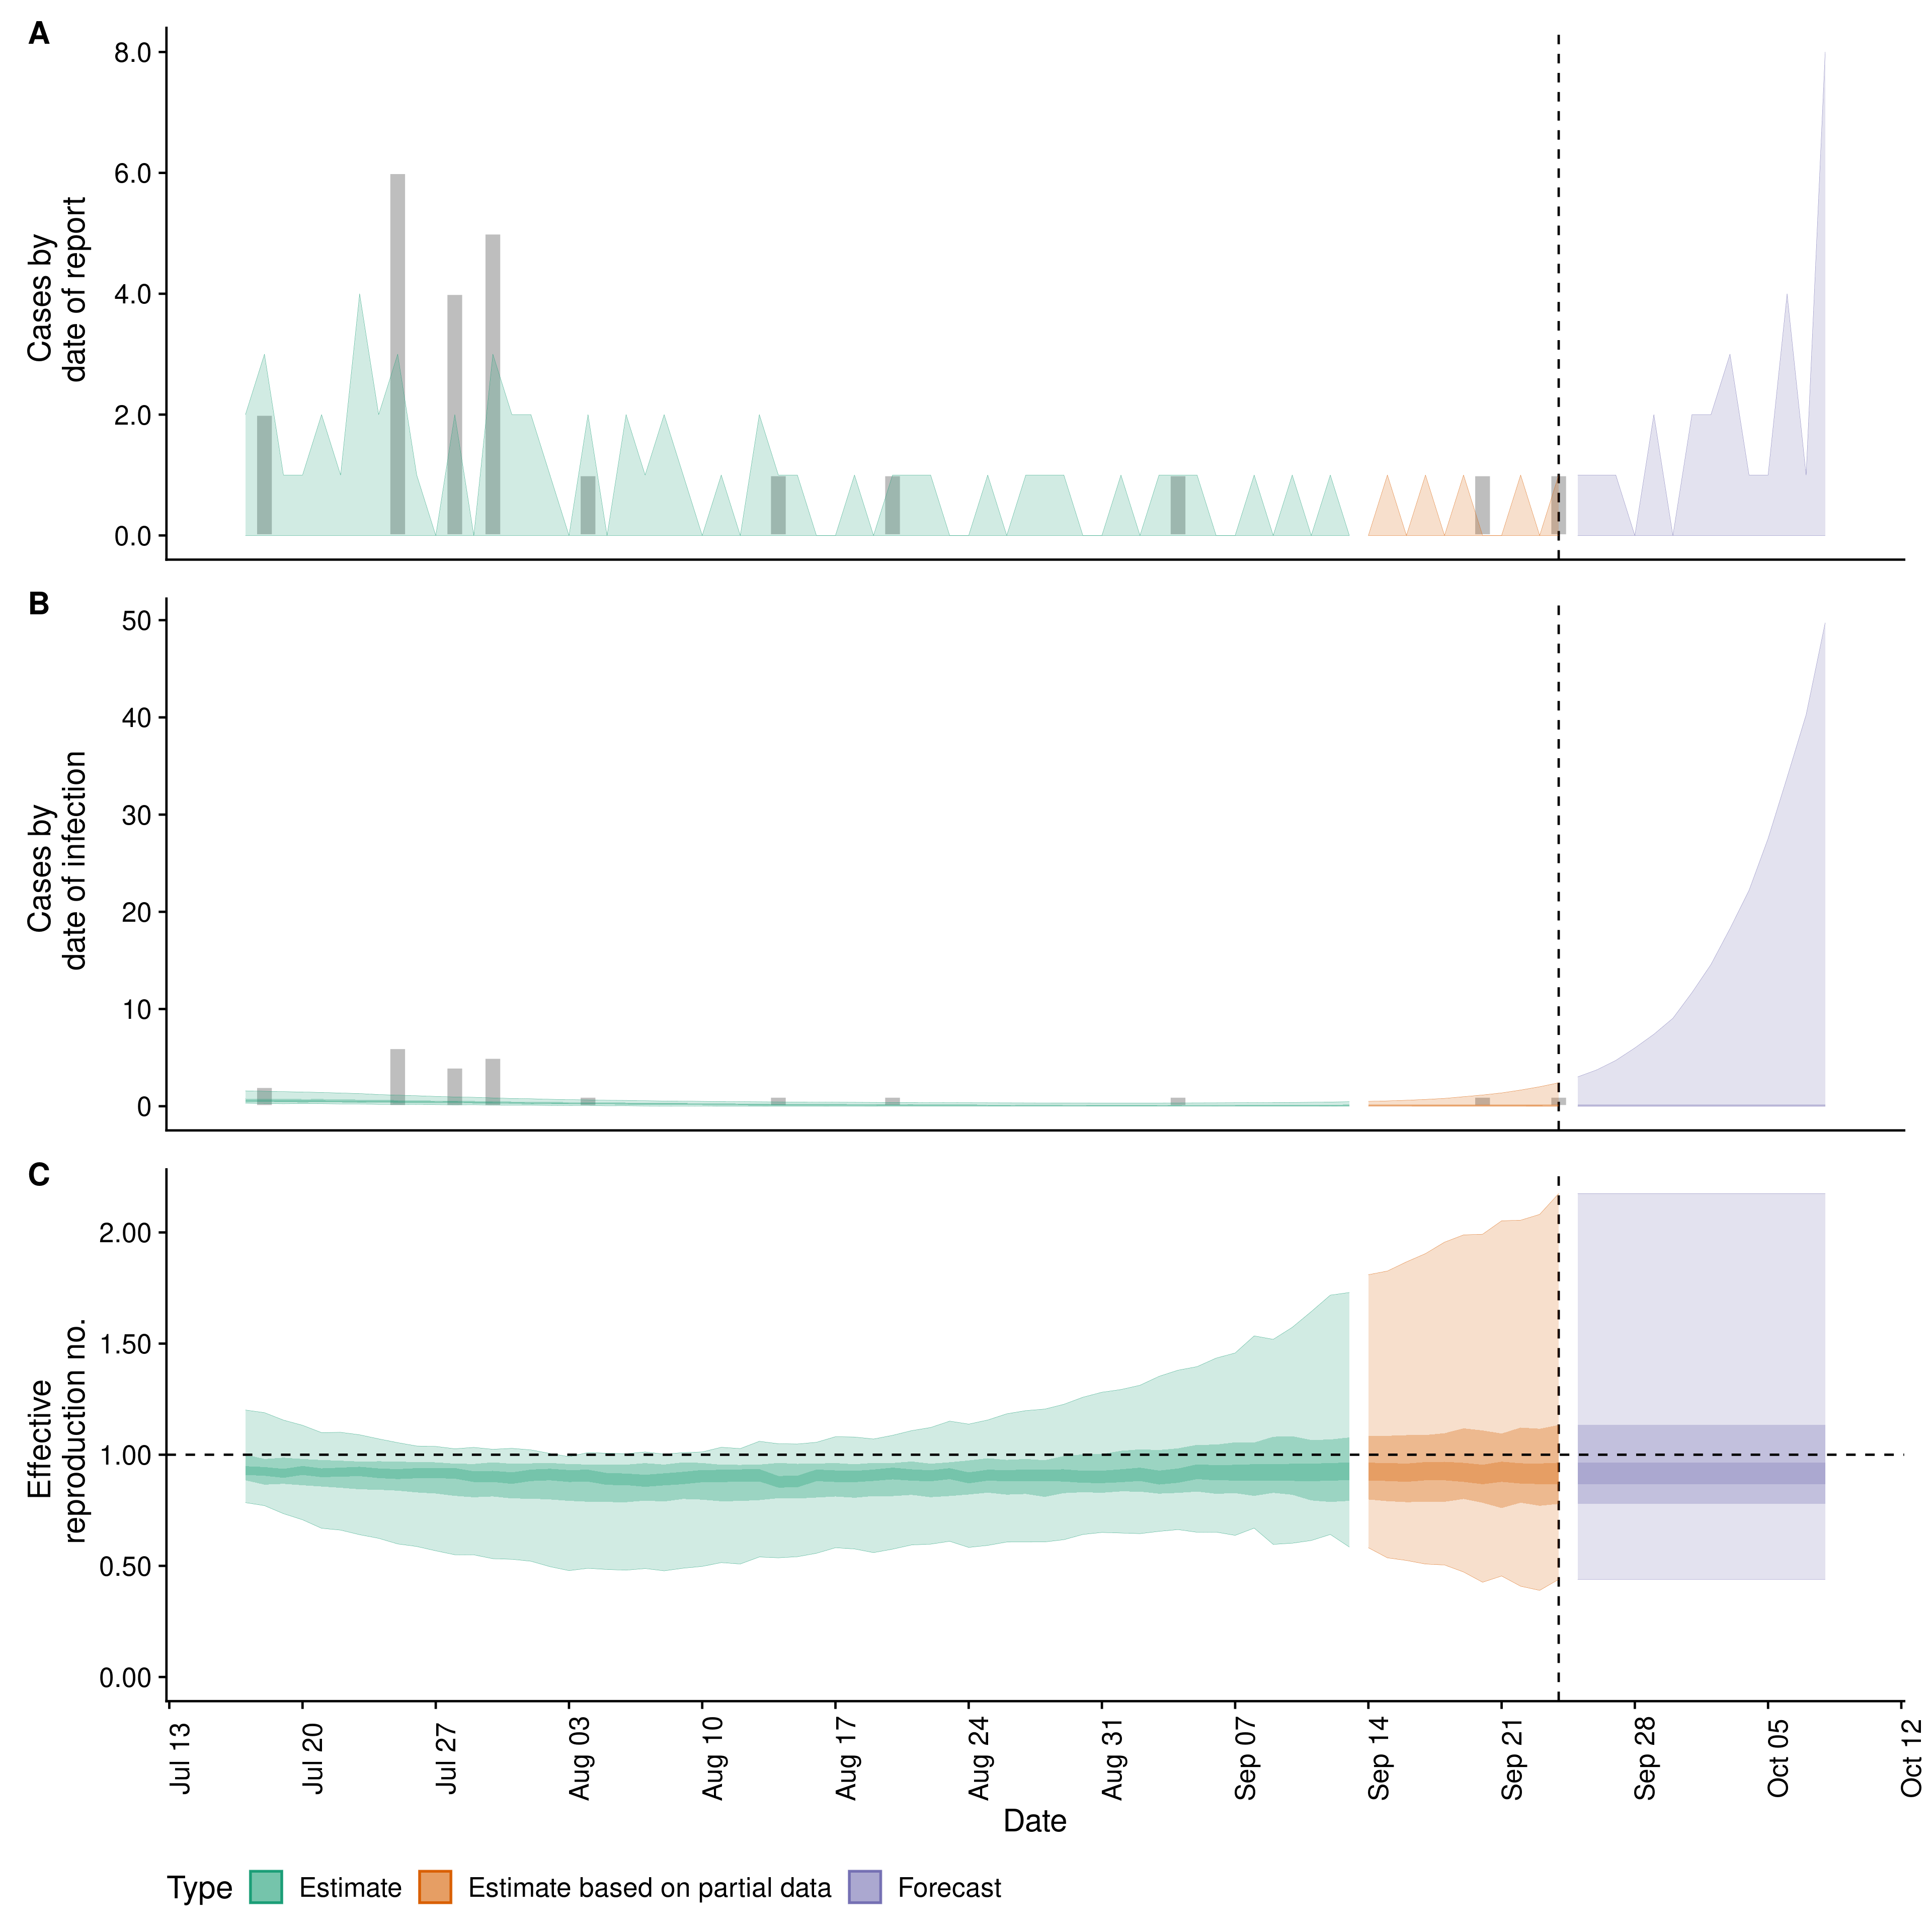 A
8.0
6.0
4.0
2.0
0.0
Cases by
date of report
B
50
40
30
20
10
0
Cases by
date of infection
C
2.00
1.50
1.00
0.50
0.00
Effective
reproduction no.
Jul 13
Jul 20
Jul 27
Aug 03
Aug 10
Aug 17
Aug 24
Aug 31
Sep 07
Sep 14
Sep 21
Sep 28
Oct 05
Oct 12
Date
Type Estimate Estimate based on partial data Forecast